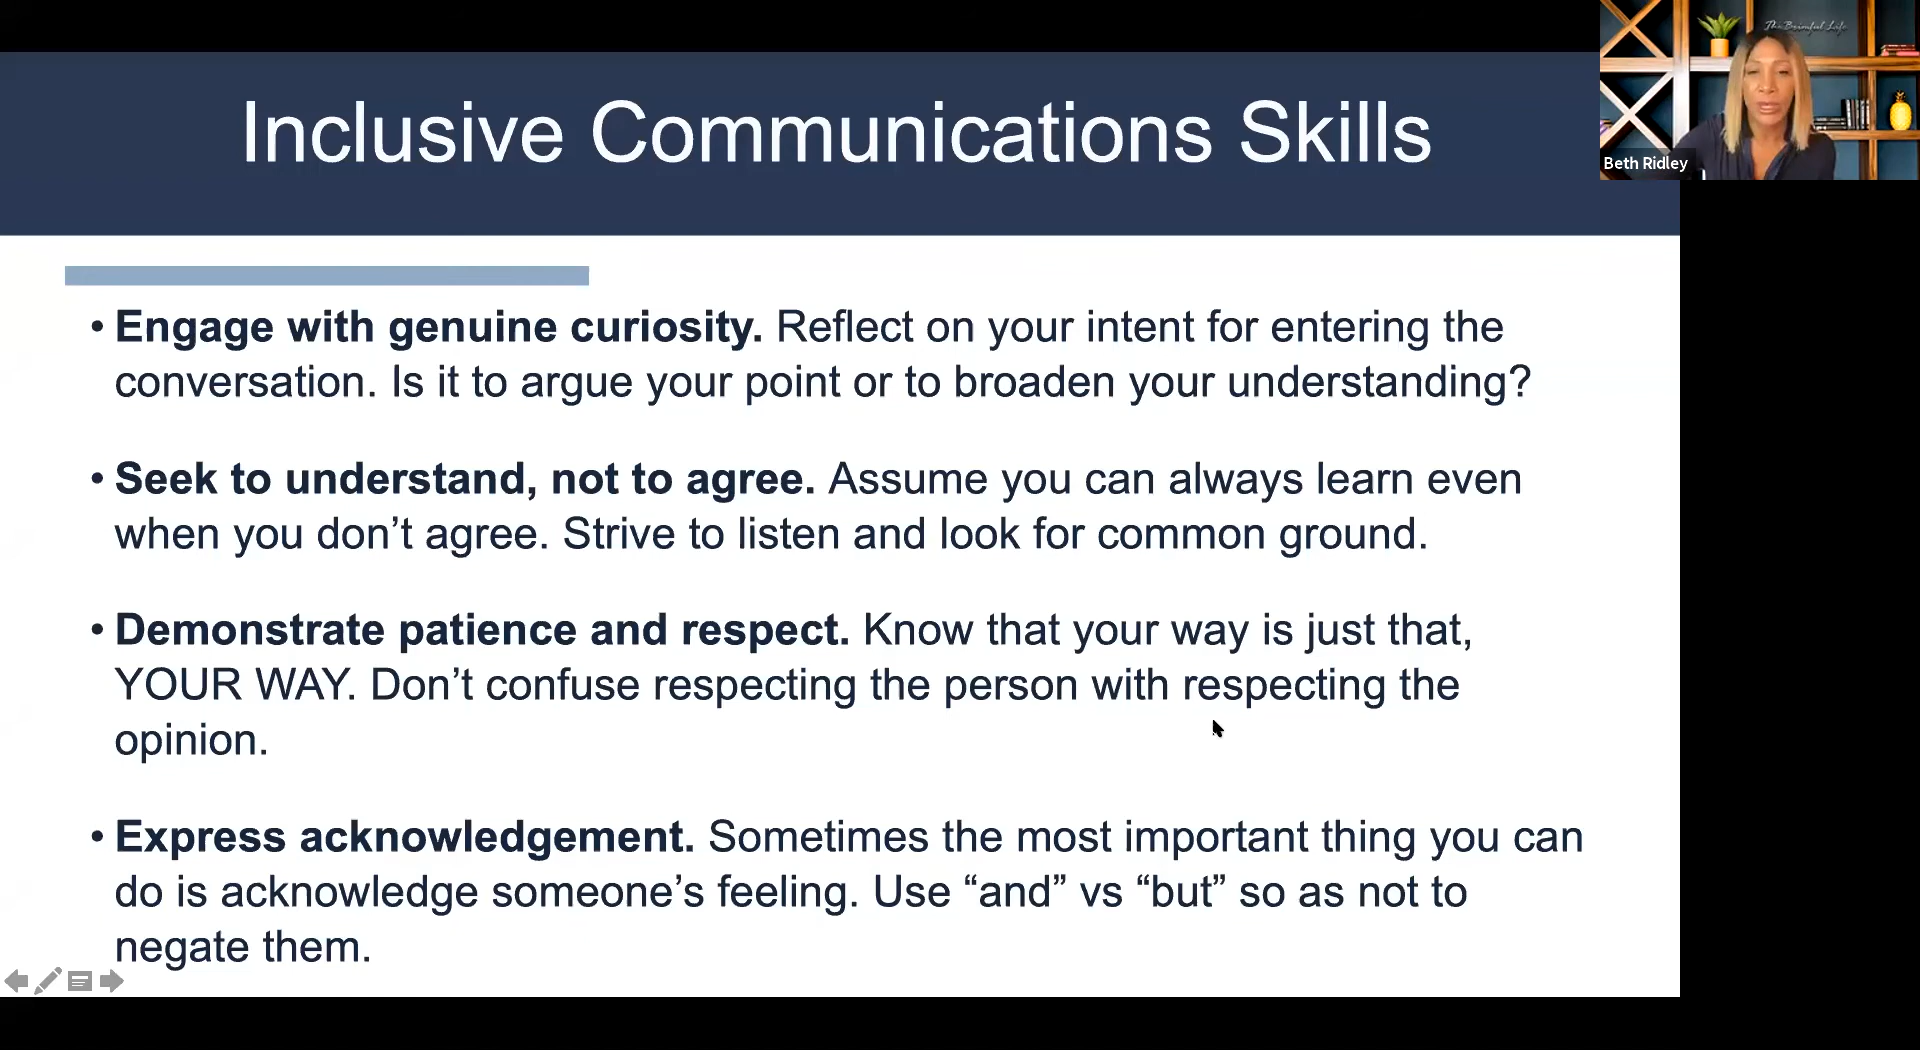 Inclusive Communications Skills
The Brimful Life
Beth Ridley
• Engage with genuine curiosity. Reflect on your intent for entering the
conversation. Is it to argue your point or to broaden your understanding?
• Seek to understand, not to agree. Assume you can always learn even
when you don’t agree. Strive to listen and look for common ground.
• Demonstrate patience and respect. Know that your way is just that,
YOUR WAY. Don’t confuse respecting the person with respecting the
opinion.
• Express acknowledgement. Sometimes the most important thing you can
do is acknowledge someone’s feeling. Use “and” vs “but” so as not to
negate them.